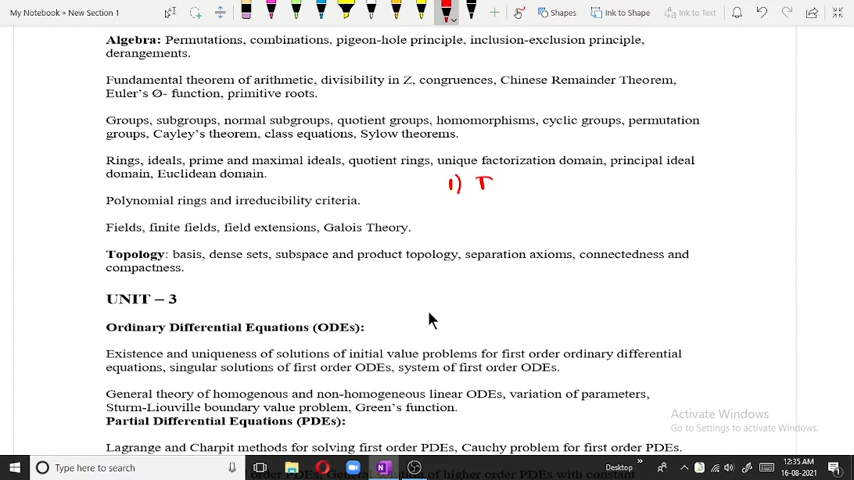 My Notebook » New Section 1
Shapes
Ink to Shape
Ink to Text
Algebra: Permutations, combinations, pigeon-hole principle, inclusion-exclusion principle,
derangements.
Fundamental theorem of arithmetic, divisibility in Z, congruences, Chinese Remainder Theorem,
Euler's Ø- function, primitive roots.
Groups, subgroups, normal subgroups, quotient groups, homomorphisms, cyclic groups, permutation
groups, Cayley's theorem, class equations, Sylow theorems.
Rings, ideals, prime and maximal ideals, quotient rings, unique factorization domain, principal ideal
domain, Euclidean domain.
1) T
Polynomial rings and irreducibility criteria.
Fields, finite fields, field extensions, Galois Theory.
Topology: basis, dense sets, subspace and product topology, separation axioms, connectedness and
compactness.
UNIT – 3
Ordinary Differential Equations (ODEs):
Existence and uniqueness of solutions of initial value problems for first order ordinary differential
equations, singular solutions of first order ODEs, system of first order ODEs.
General theory of homogenous and non-homogeneous linear ODEs, variation of parameters,
Sturm-Liouville boundary value problem, Green's function.
Partial Differential Equations (PDEs):
Lagrange and Charpit methods for solving first order PDEs, Cauchy problem for first order PDEs.
Activate Windows
Go to Settings to activate Windows.
Type here to search
Desktop
12:35 AM
16-08-2021